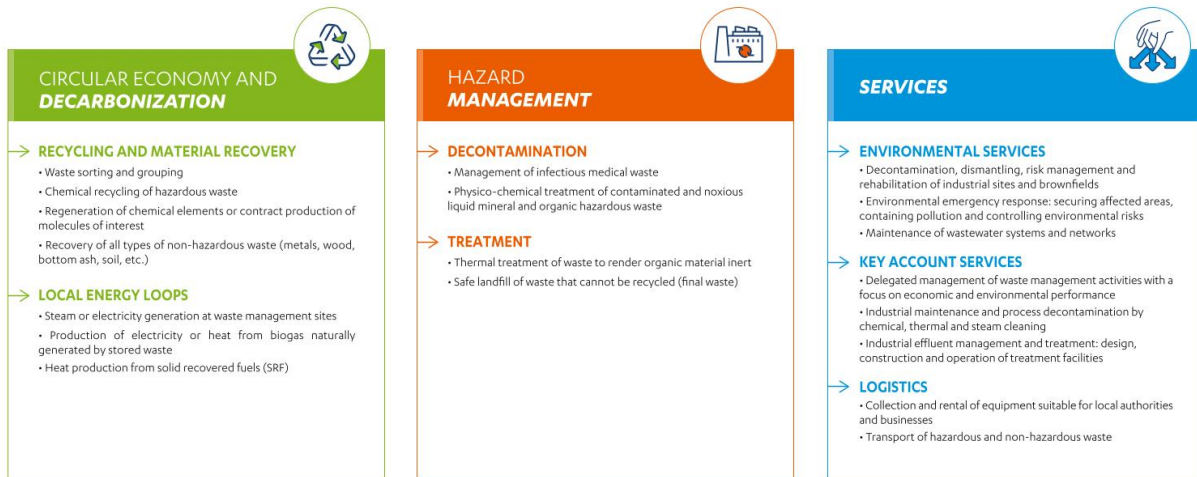 CIRCULAR ECONOMY AND
DECARBONIZATION
RECYCLING AND MATERIAL RECOVERY
• Waste sorting and grouping
• Chemical recycling of hazardous waste
• Regeneration of chemical elements or contract production of
molecules of interest
• Recovery of all types of non-hazardous waste (metals, wood,
bottom ash, soil, etc.)
LOCAL ENERGY LOOPS
• Steam or electricity generation at waste management sites
• Production of electricity or heat from biogas naturally
generated by stored waste
• Heat production from solid recovered fuels (SRF)
HAZARD
MANAGEMENT
DECONTAMINATION
• Management of infectious medical waste
• Physico-chemical treatment of contaminated and noxious
liquid mineral and organic hazardous waste
TREATMENT
• Thermal treatment of waste to render organic material inert
• Safe landfill of waste that cannot be recycled (final waste)
SERVICES
ENVIRONMENTAL SERVICES
• Decontamination, dismantling, risk management and
rehabilitation of industrial sites and brownfields
• Environmental emergency response: securing affected areas,
containing pollution and controlling environmental risks
• Maintenance of wastewater systems and networks
KEY ACCOUNT SERVICES
• Delegated management of waste management activities with a
focus on economic and environmental performance
• Industrial maintenance and process decontamination by
chemical, thermal and steam cleaning
• Industrial effluent management and treatment: design,
construction and operation of treatment facilities
LOGISTICS
• Collection and rental of equipment suitable for local authorities
and businesses
• Transport of hazardous and non-hazardous waste